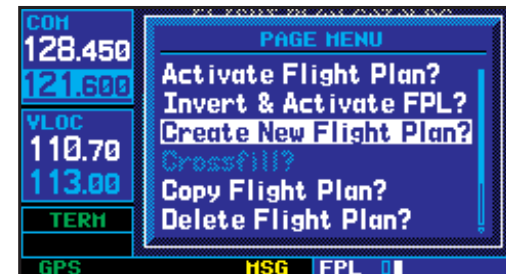 COM
128.450
121.600
VLOC
110.70
113.00
TERM
GPS
PAGE MENU
Activate Flight Plan?
Invert & Activate FPL?
Create New Flight Plan?
Crossfill?
Copy Flight Plan?
Delete Flight Plan?
MSG
FPL